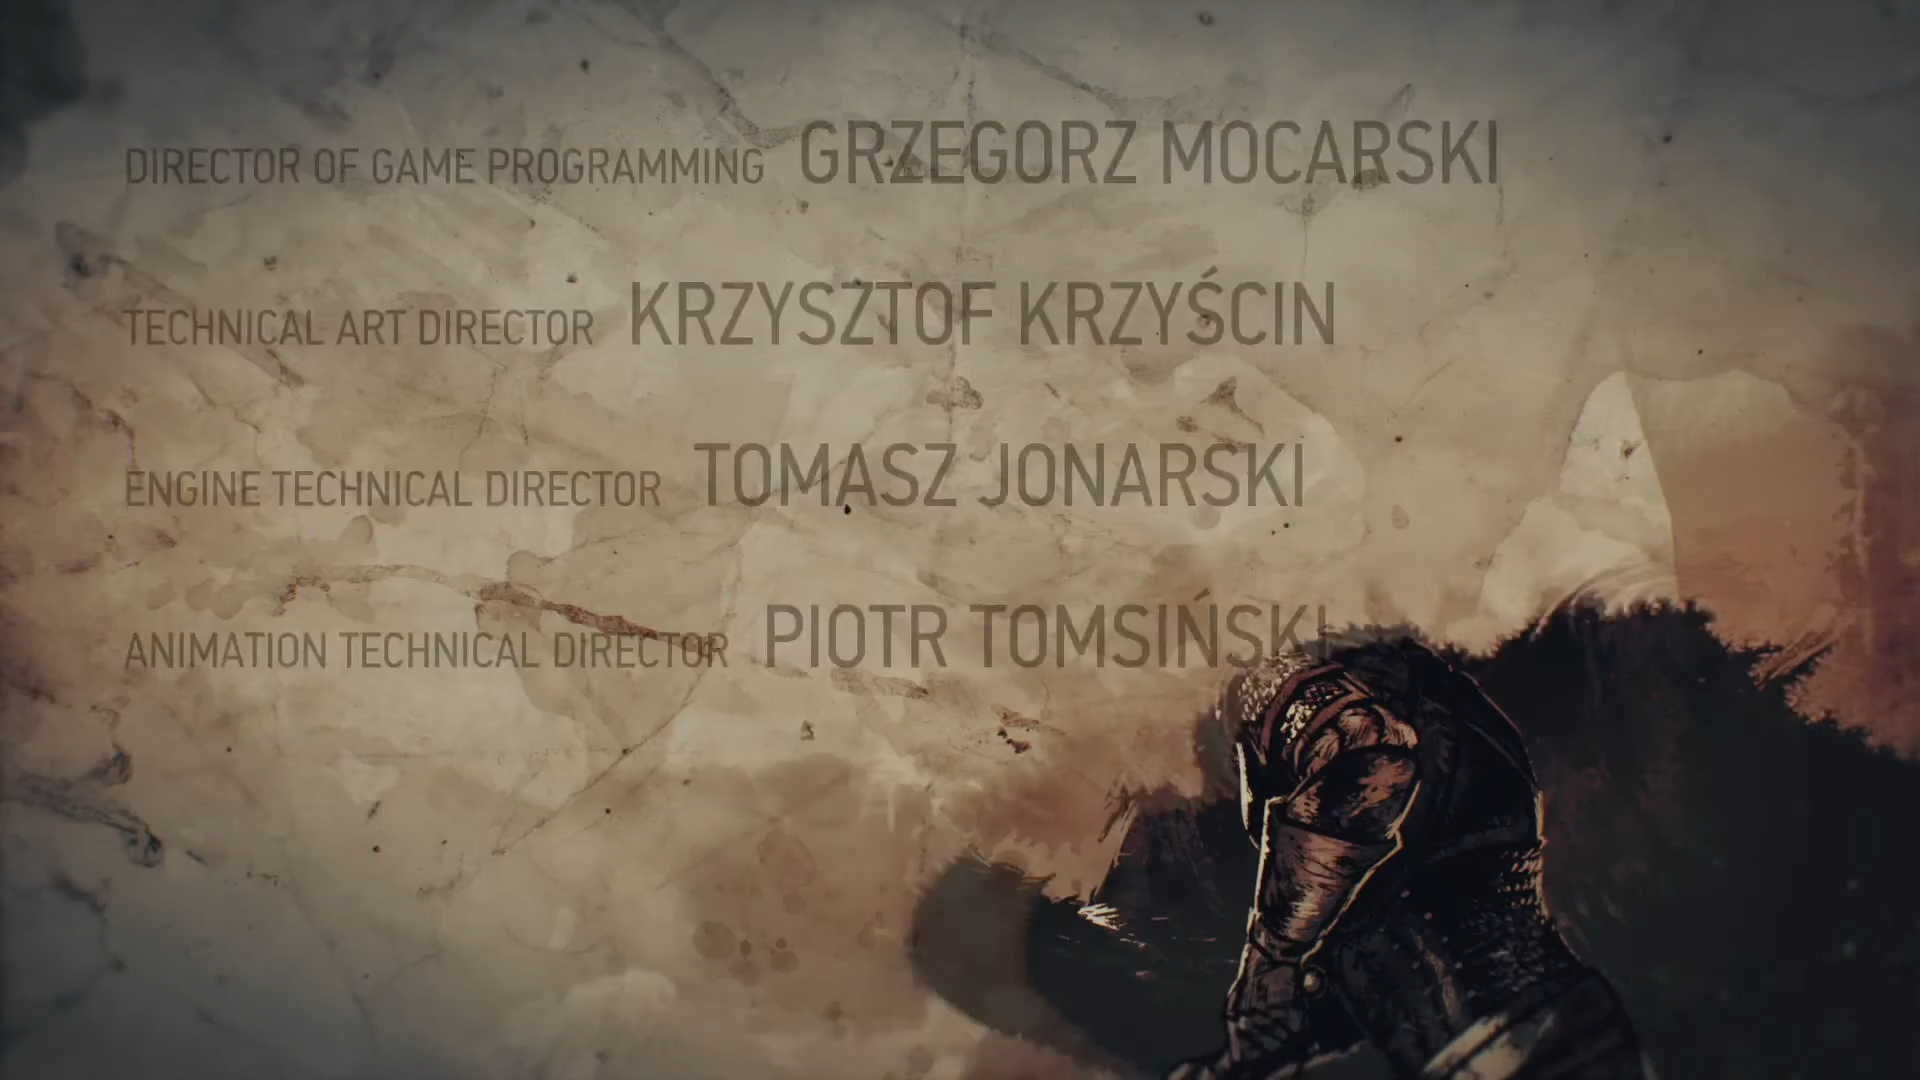 DIRECTOR OF GAME PROGRAMMING GRZEGORZ MOCARSKI
TECHNICAL ART DIRECTOR KRZYSZTOF KRZYŚCIN
ENGINE TECHNICAL DIRECTOR TOMASZ JONARSKI
ANIMATION TECHNICAL DIRECTOR PIOTR TOMSIŃSKI